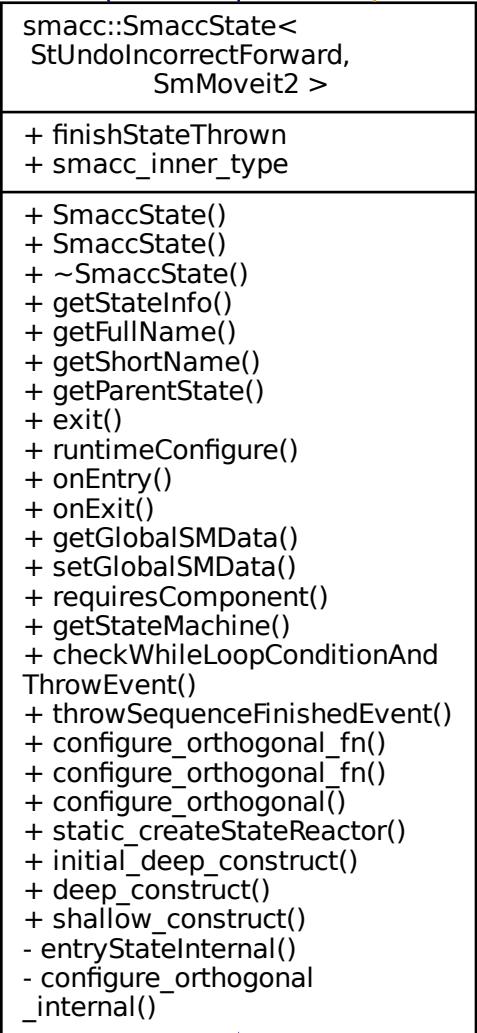 smacc::SmaccState<
StUndoIncorrectForward,
SmMoveit2 >
+ finishStateThrown
+ smacc_inner_type
+ SmaccState()
+ SmaccState()
+ ~SmaccState()
+ getStateInfo()
+ getFullName()
+ getShortName()
+ getParentState()
+ exit()
+ runtimeConfigure()
+ onEntry()
+ onExit()
+ getGlobalSMData()
+ setGlobalSMData()
+ requiresComponent()
+ getStateMachine()
+ checkWhileLoopConditionAnd
ThrowEvent()
+ throwSequenceFinishedEvent()
+ configure_orthogonal_fn()
+ configure_orthogonal_fn()
+ configure_orthogonal()
+ static_createStateReactor()
+ initial_deep_construct()
+ deep_construct()
+ shallow_construct()
- entryStateInternal()
- configure_orthogonal
_internal()